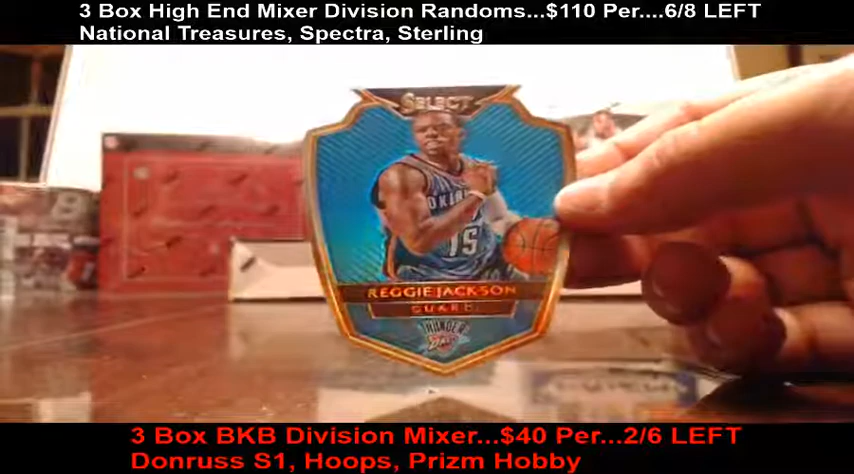 3 Box High End Mixer Division Randoms...$110 Per....6/8 LEFT
National Treasures, Spectra, Sterling
SELECT
OKLA
15
REGGIE JACKSON
GUARD
THUNDER
3 Box BKB Division Mixer...$40 Per...2/6 LEFT
Donruss S1, Hoops, Prizm Hobby